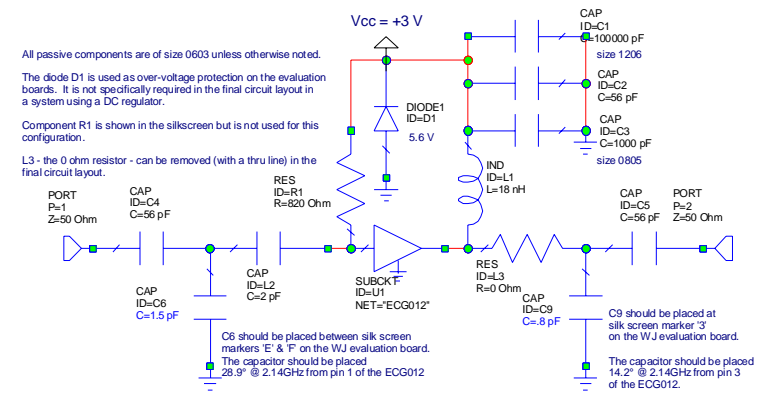 Vcc = +3 V
CAP
ID=C1
C=100000 pF
size 1206
All passive components are of size 0603 unless otherwise noted.
The diode D1 is used as over-voltage protection on the evaluation
boards. It is not specifically required in the final circuit layout in
a system using a DC regulator.
Component R1 is shown in the silkscreen but is not used for this
configuration.
L3 - the 0 ohm resistor - can be removed (with a thru line) in the
final circuit layout.
CAP
ID=C2
C=56 pF
DIODE1
ID=D1
5.6 V
CAP
ID=C3
C=1000 pF
size 0805
IND
ID=L1
L=18 nH
RES
ID=R1
R=820 Ohm
PORT
P=1
Z=50 Ohm
CAP
ID=C4
C=56 pF
CAP
ID=C5
C=56 pF
PORT
P=2
Z=50 Ohm
CAP
ID=L2
C=2 pF
SUBCKT
ID=U1
NET="ECG012"
RES
ID=L3
R=0 Ohm
CAP
ID=C6
C=1.5 pF
CAP
ID=C9
C=.8 pF
C6 should be placed between silk screen
markers 'E' & 'F' on the WJ evaluation board.
The capacitor should be placed
28.9° @ 2.14GHz from pin 1 of the ECG012
C9 should be placed at
silk screen marker '3'
on the WJ evaluation board.
The capacitor should be placed
14.2° @ 2.14GHz from pin 3
of the ECG012.